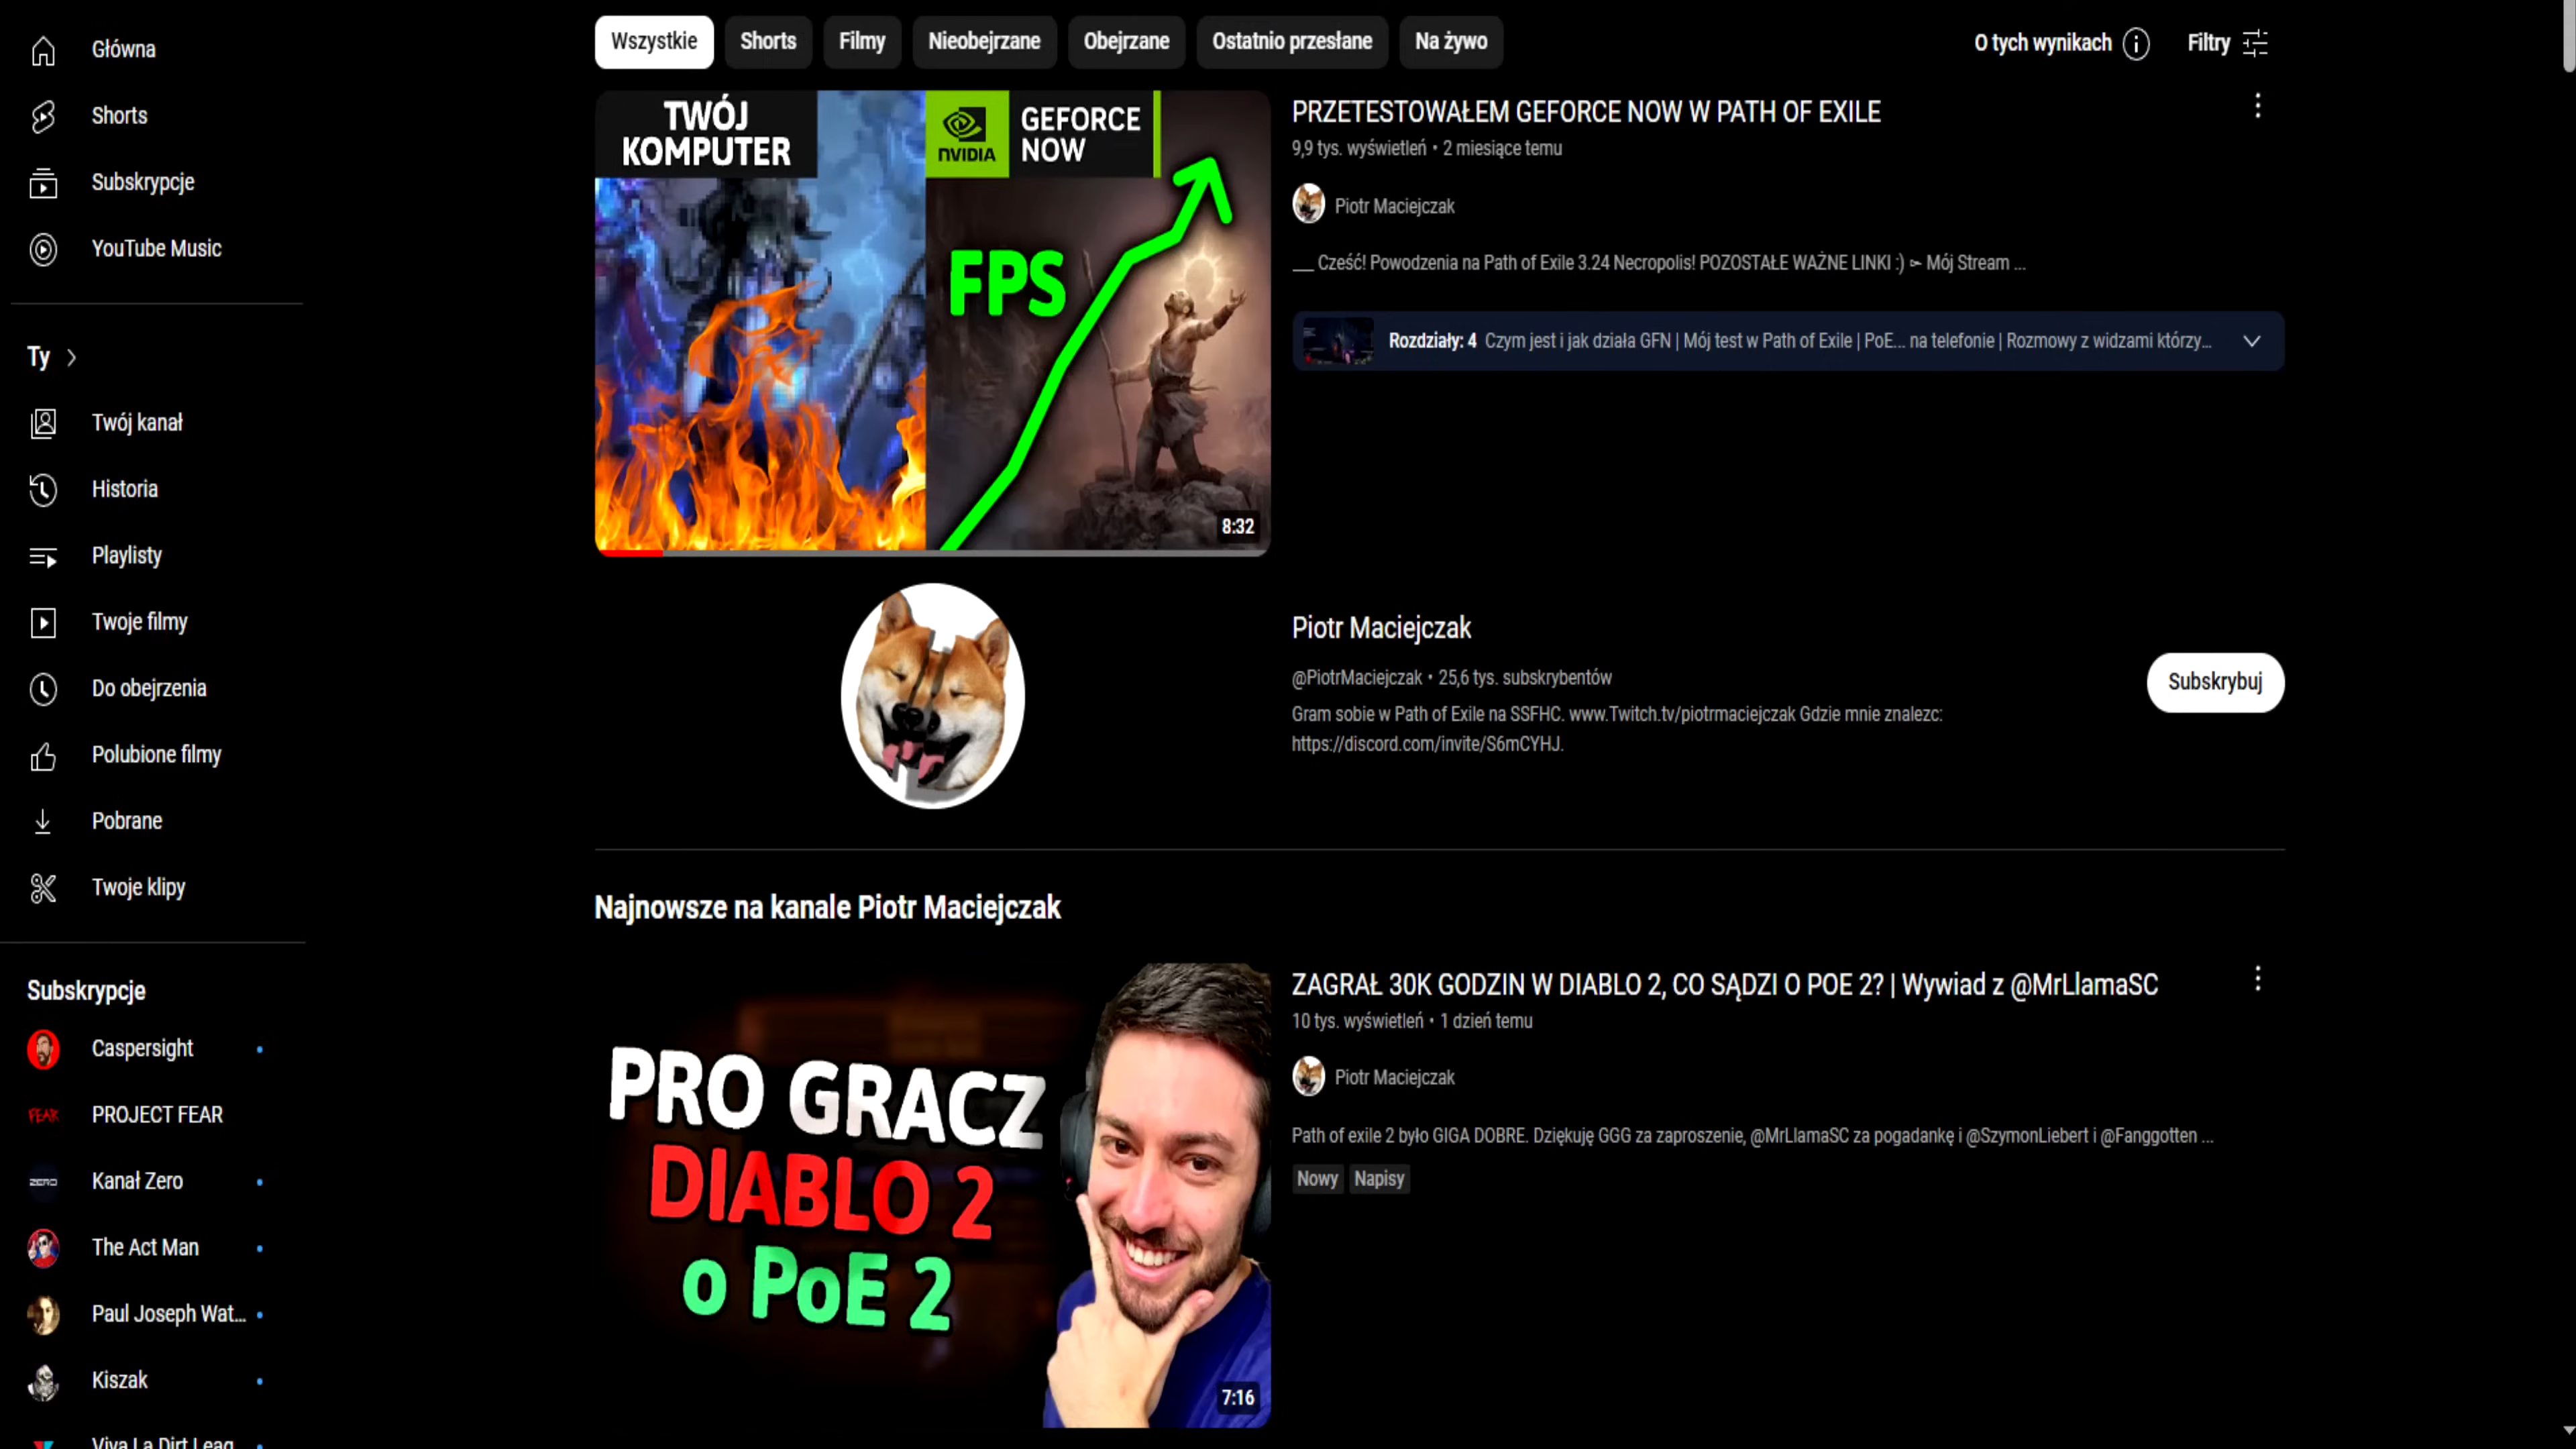 Główna
Shorts
Subskrypcje
YouTube Music
Ty
Twój kanał
Historia
Playlisty
Twoje filmy
Do obejrzenia
Polubione filmy
Pobrane
Twoje klipy
Subskrypcje
Caspersight
FEAR
PROJECT FEAR
ZERO
Kanał Zero
The Act Man
Paul Joseph Wat...
Kiszak
Viva La Dirt Leag
Wszystkie
Shorts
Filmy
Nieobejrzane
Obejrzane
Ostatnio przesłane
Na żywo
O tych wynikach
Filtry
TWÓJ
KOMPUTER
NVIDIA
GEFORCE
NOW
FPS
8:32
PRZETESTOWAŁEM GEFORCE NOW W PATH OF EXILE
9,9 tys. wyświetleń • 2 miesiące temu
Piotr Maciejczak
___ Cześć! Powodzenia na Path of Exile 3.24 Necropolis! POZOSTAŁE WAŻNE LINKI :) ➣ Mój Stream ...
Rozdziały: 4 Czym jest i jak działa GFN | Mój test w Path of Exile | PoE... na telefonie | Rozmowy z widzami którzy...
Piotr Maciejczak
@PiotrMaciejczak • 25,6 tys. subskrybentów
Gram sobie w Path of Exile na SSFHC. www.Twitch.tv/piotrmaciejczak Gdzie mnie znalezc:
https://discord.com/invite/S6mCYHJ.
Subskrybuj
Najnowsze na kanale Piotr Maciejczak
PRO GRACZ
DIABLO 2
o PoE 2
7:16
ZAGRAŁ 30K GODZIN W DIABLO 2, CO SĄDZI O POE 2? | Wywiad z @MrLlamaSC
10 tys. wyświetleń • 1 dzień temu
Piotr Maciejczak
Path of exile 2 było GIGA DOBRE. Dziękuję GGG za zaproszenie, @MrLlamaSC za pogadankę i @SzymonLiebert i @Fanggotten ...
Nowy
Napisy